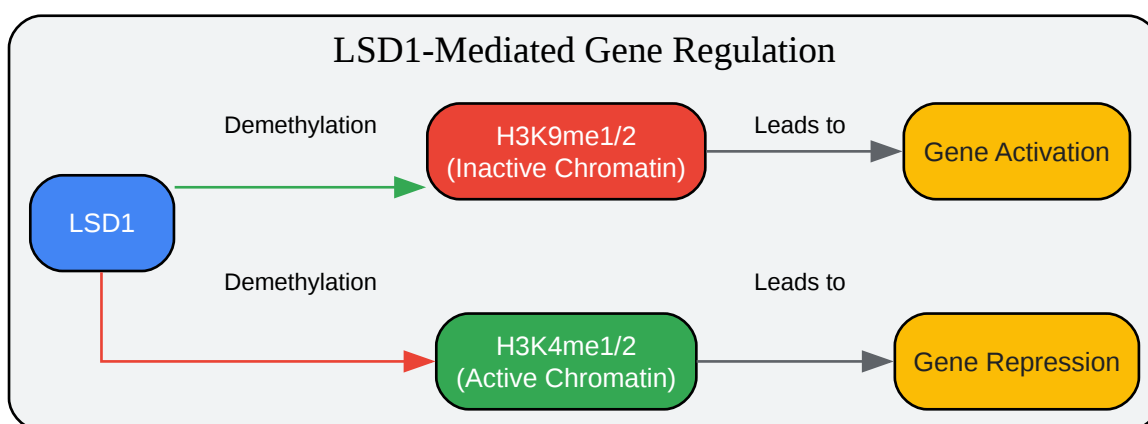 LSD1-Mediated Gene Regulation
Demethylation
H3K9me1/2
(Inactive Chromatin)
Leads to
Gene Activation
LSD1
Demethylation
H3K4me1/2
(Active Chromatin)
Leads to
Gene Repression